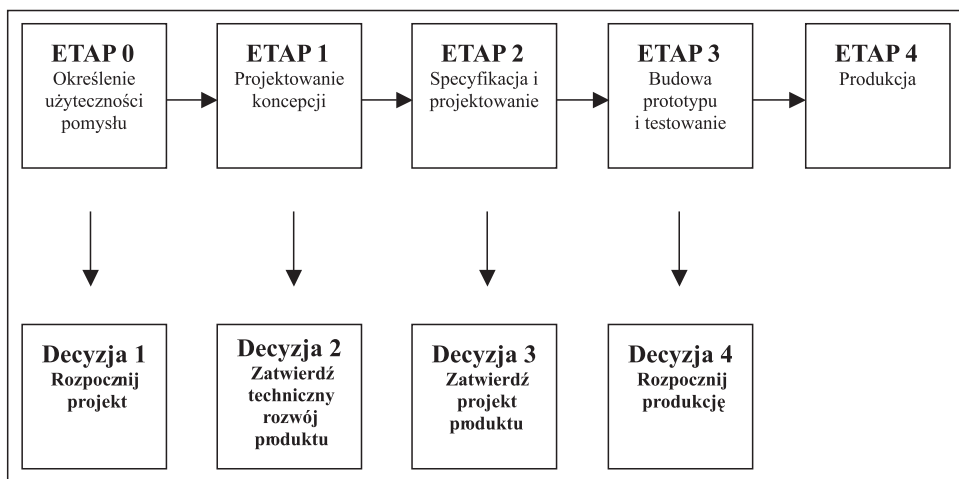 ETAP 0
Określenie
użyteczności
pomysłu
ETAP 1
Projektowanie
koncepcji
ETAP 2
Specyfikacja i
projektowanie
ETAP 3
Budowa
prototypu
i testowanie
ETAP 4
Produkcja
Decyzja 1
Rozpocznij
projekt
Decyzja 2
Zatwierdź
techniczny
rozwój
produktu
Decyzja 3
Zatwierdź
projekt
produktu
Decyzja 4
Rozpocznij
produkcję